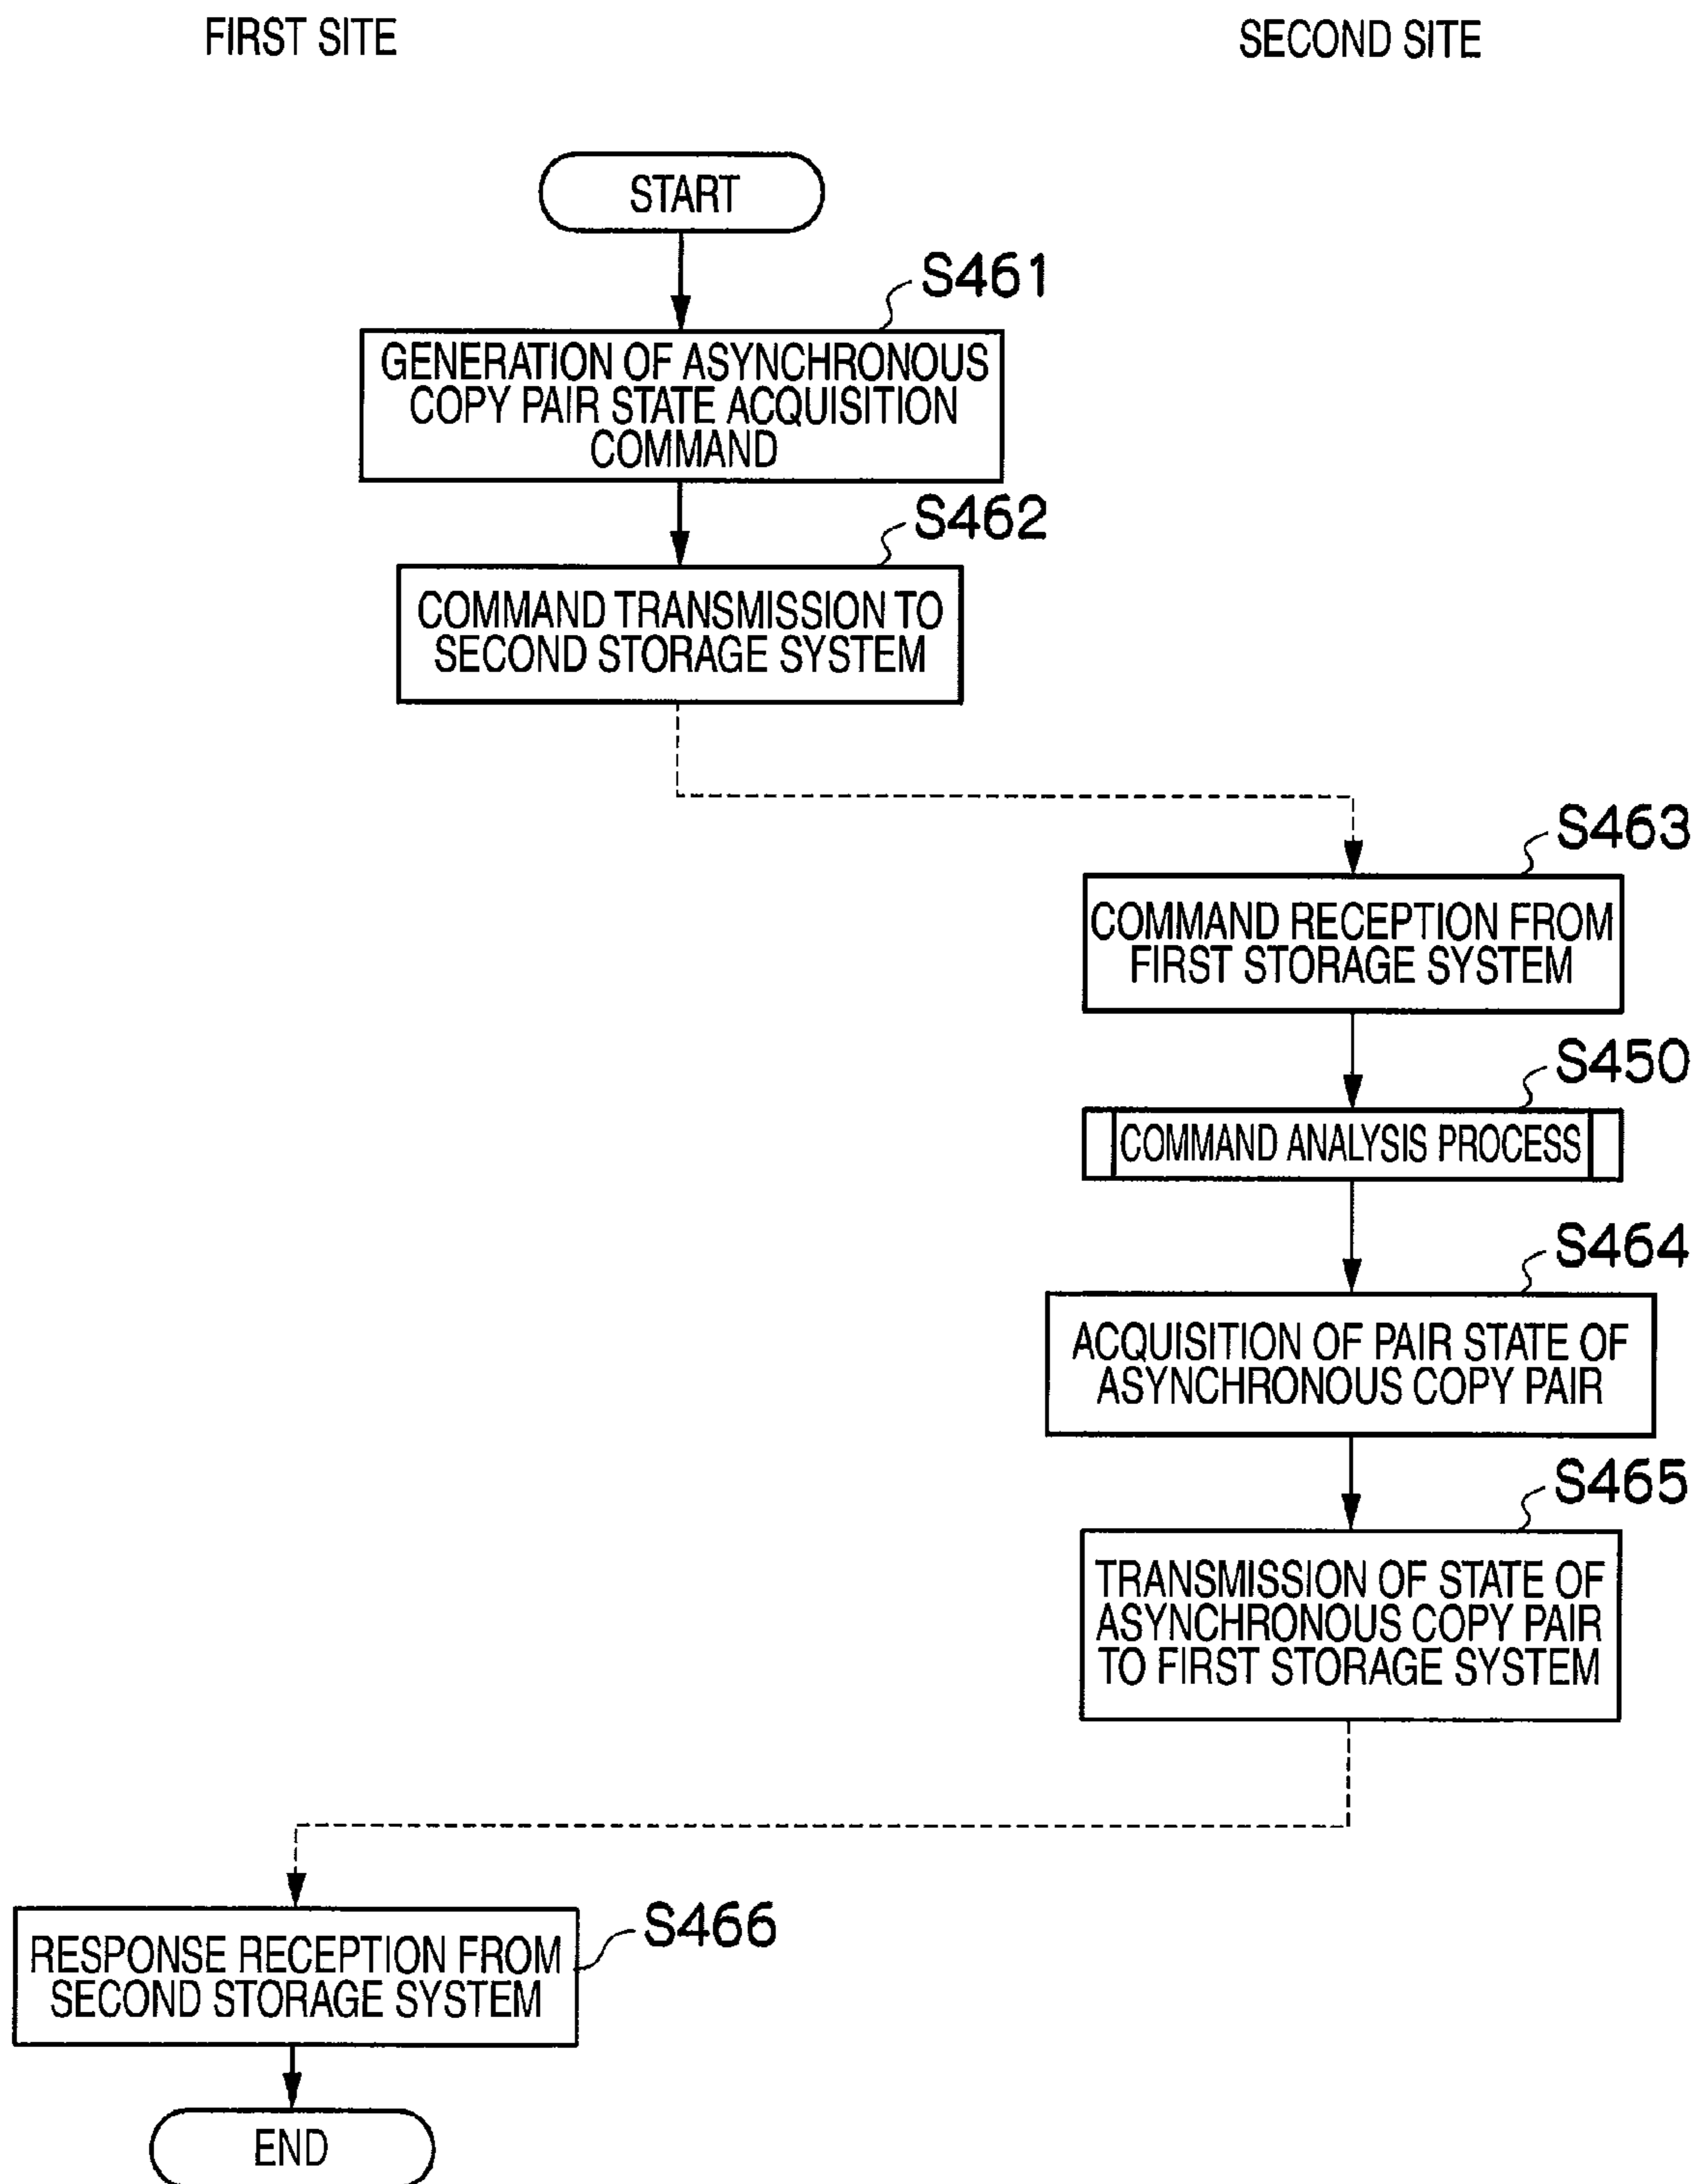 FIRST SITE
SECOND SITE
START
S461
GENERATION OF ASYNCHRONOUS
COPY PAIR STATE ACQUISITION
COMMAND
S462
COMMAND TRANSMISSION TO
SECOND STORAGE SYSTEM
S463
COMMAND RECEPTION FROM
FIRST STORAGE SYSTEM
S450
COMMAND ANALYSIS PROCESS
S464
ACQUISITION OF PAIR STATE OF
ASYNCHRONOUS COPY PAIR
S465
TRANSMISSION OF STATE OF
ASYNCHRONOUS COPY PAIR
TO FIRST STORAGE SYSTEM
S466
RESPONSE RECEPTION FROM
SECOND STORAGE SYSTEM
END